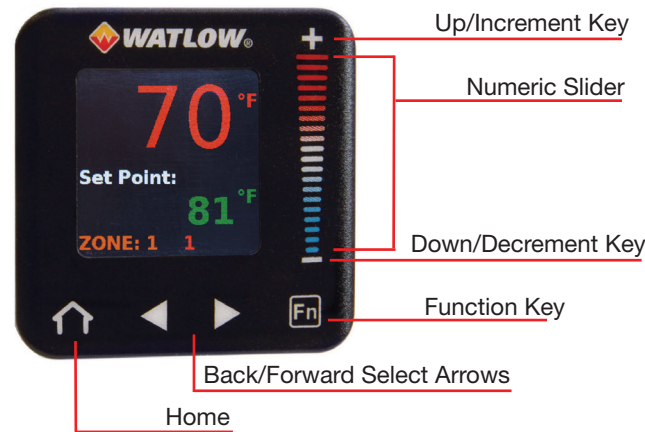 WATLOW®
Up/Increment Key
70 °F
Numeric Slider
Set Point:
81 °F
ZONE: 1 1
Down/Decrement Key
Fn
Function Key
Back/Forward Select Arrows
Home